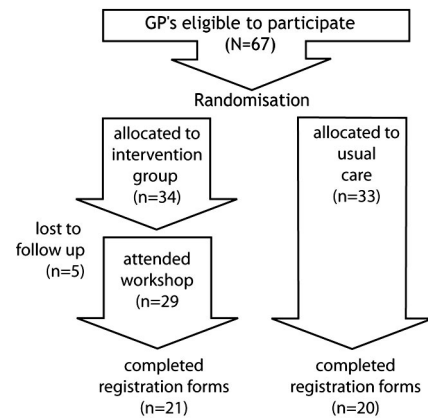 GP's eligible to participate
(N=67)
Randomisation
allocated to
intervention
group
(n=34)
allocated to
usual
care
(n=33)
lost to
follow up
(n=5)
attended
workshop
(n=29
completed
registration forms
(n=21)
completed
registration forms
(n=20)